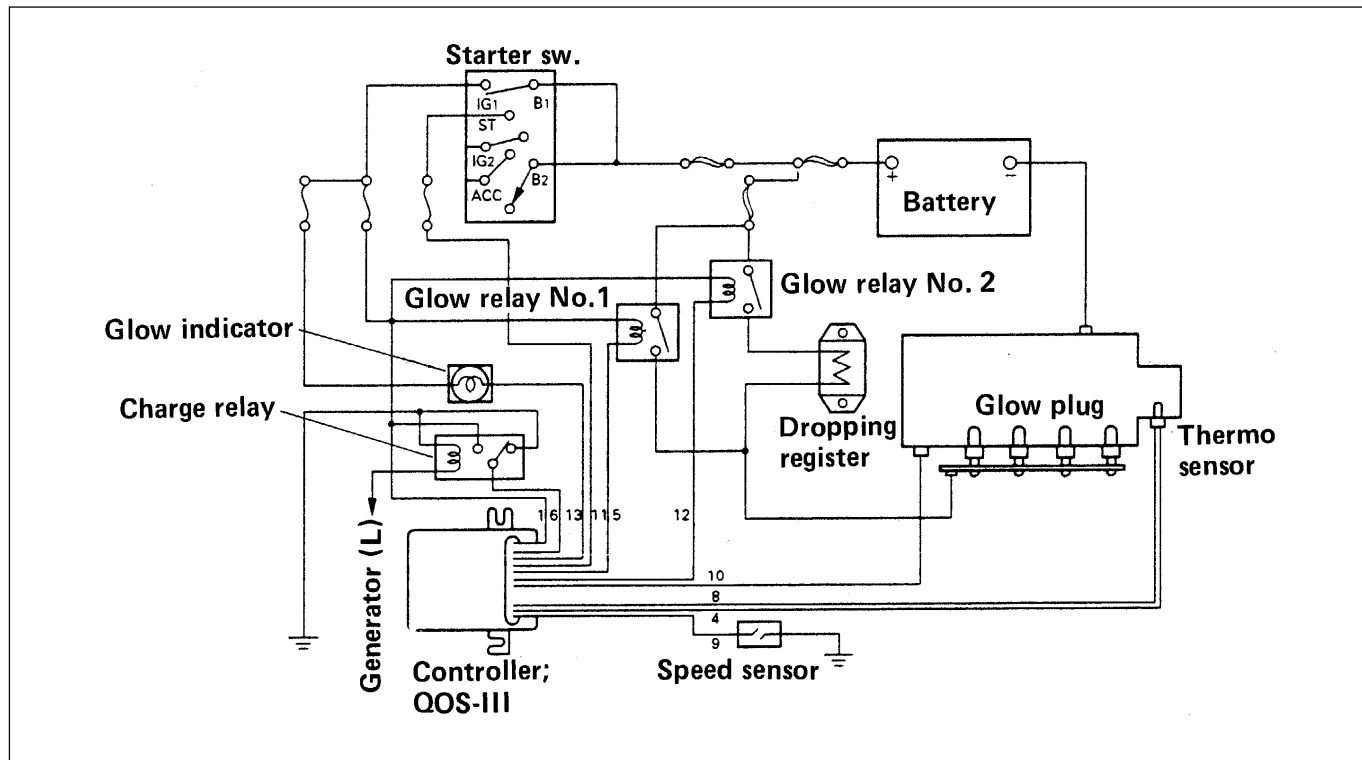 Starter sw.
IG1 B1
ST
IG2
B2
ACC
+ −
Battery
Glow relay No. 2
Glow relay No.1
Glow indicator
Charge relay
Dropping
register
Glow plug
Thermo
sensor
1 6 13 11 5 12
10
8
4
9
Generator (L)
Controller;
QOS-III
Speed sensor